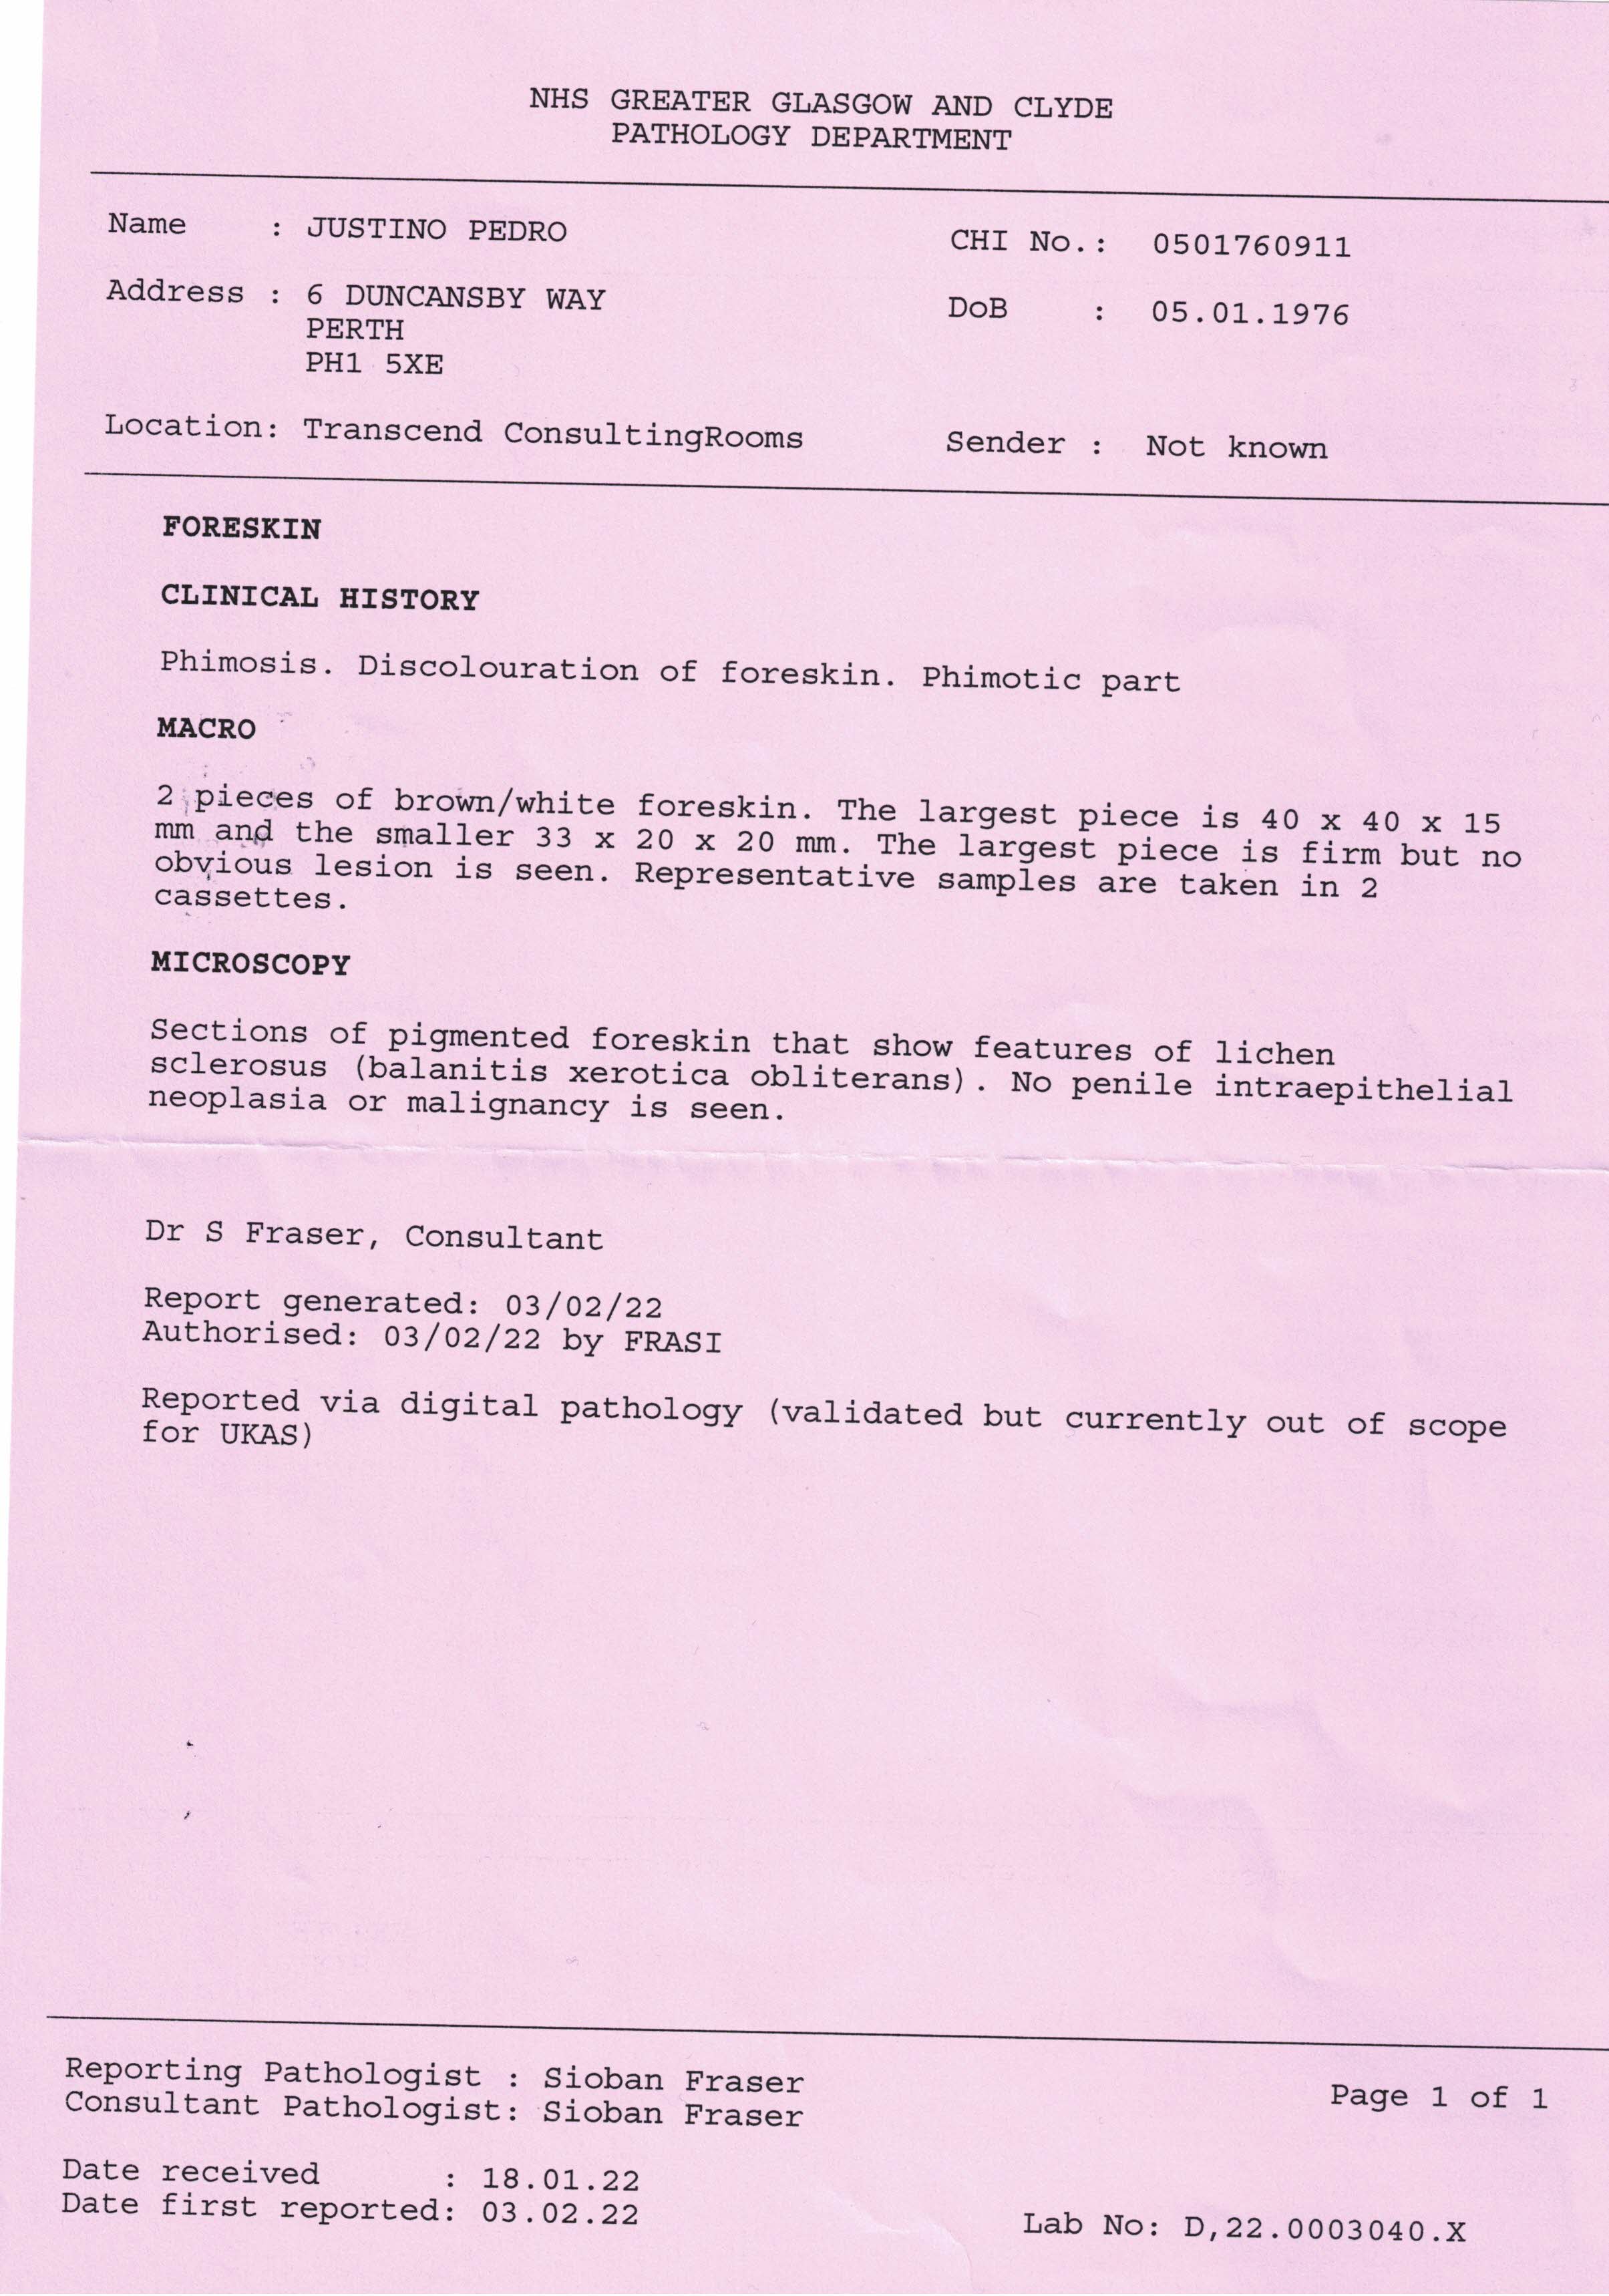 NHS GREATER GLASGOW AND CLYDE
PATHOLOGY DEPARTMENT
Name : JUSTINO PEDRO
CHI No.: 0501760911
Address : 6 DUNCANSBY WAY
DoB : 05.01.1976
PERTH
PH1 5XE
Location: Transcend ConsultingRooms
Sender : Not known
FORESKIN
CLINICAL HISTORY
Phimosis. Discolouration of foreskin. Phimotic part
MACRO
2 pieces of brown/white foreskin. The largest piece is 40 x 40 x 15
mm and the smaller 33 x 20 x 20 mm. The largest piece is firm but no
obvious lesion is seen. Representative samples are taken in 2
cassettes.
MICROSCOPY
Sections of pigmented foreskin that show features of lichen
sclerosus (balanitis xerotica obliterans). No penile intraepithelial
neoplasia or malignancy is seen.
Dr S Fraser, Consultant
Report generated: 03/02/22
Authorised: 03/02/22 by FRASI
Reported via digital pathology (validated but currently out of scope
for UKAS)
Reporting Pathologist : Sioban Fraser
Consultant Pathologist: Sioban Fraser
Page 1 of 1
Date received : 18.01.22
Date first reported: 03.02.22
Lab No: D,22.0003040.X